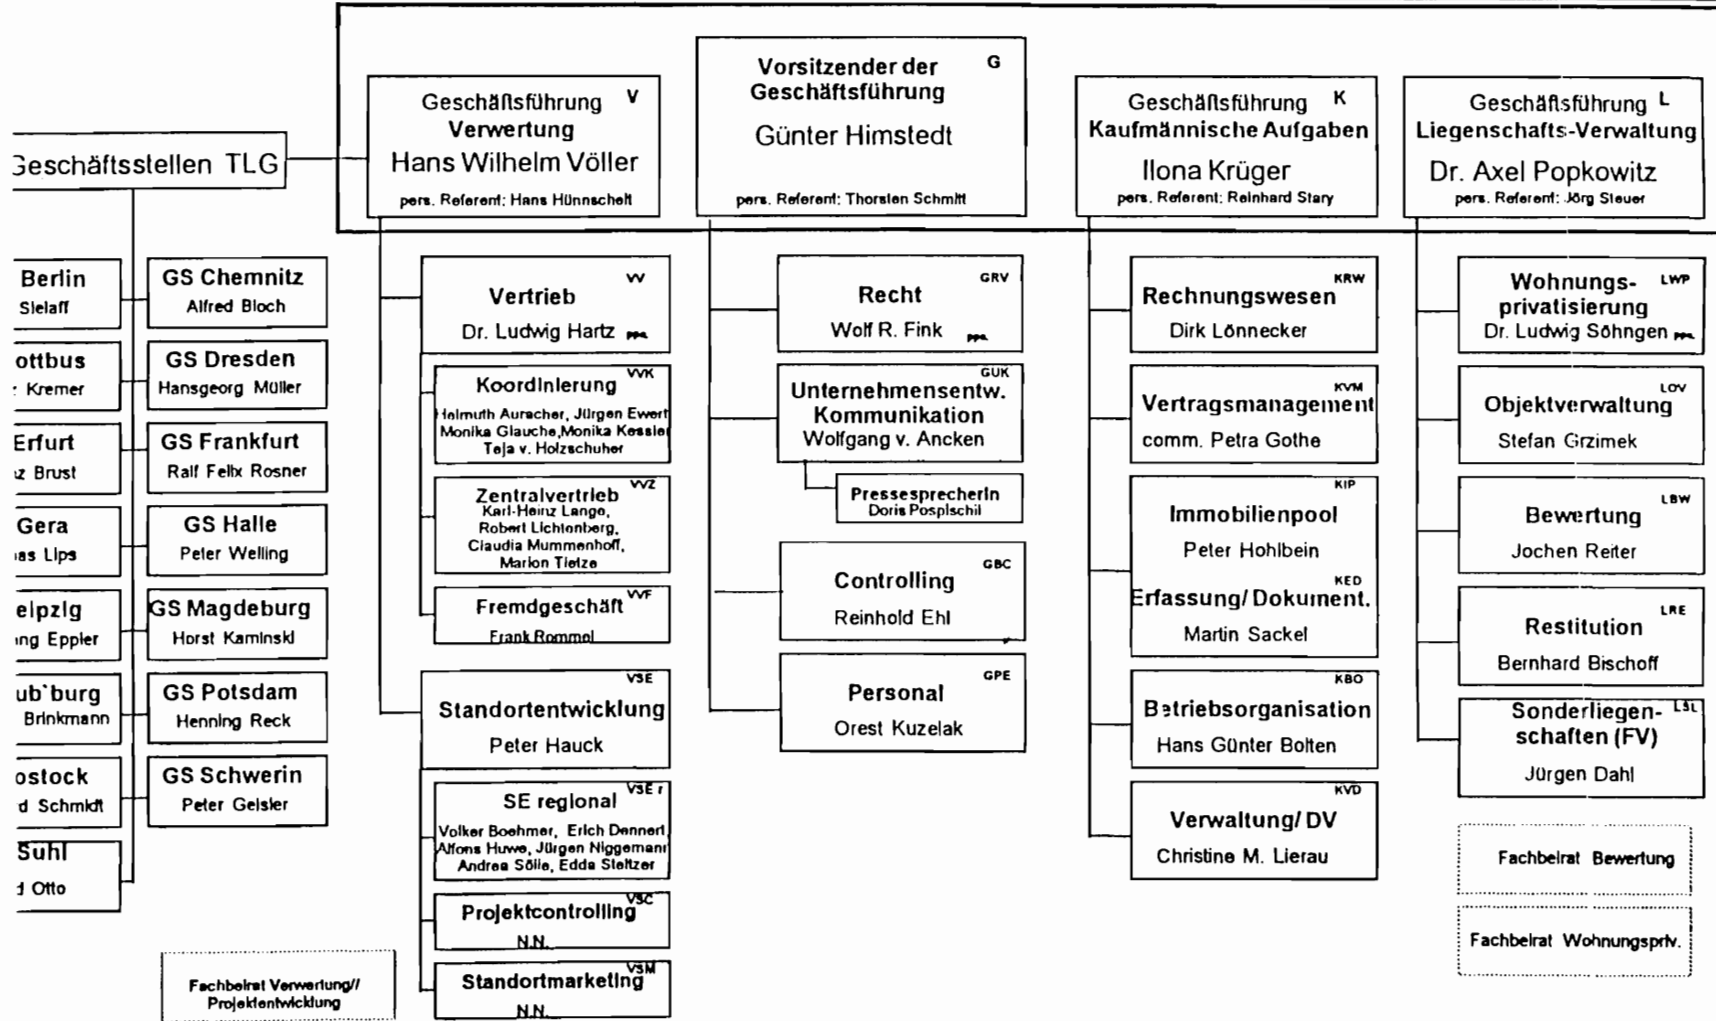 Geschäftsstellen TLG
Berlin
Sielaff
ottbus
Kremer
Erfurt
z Brust
Gera
as Lips
eipzig
ng Eppler
ub`burg
Brinkmann
ostock
d Schmidt
Suhl
d Otto
GS Chemnitz
Alfred Bloch
GS Dresden
Hansgeorg Müller
GS Frankfurt
Ralf Felix Rosner
GS Halle
Peter Welling
GS Magdeburg
Horst Kaminski
GS Potsdam
Henning Reck
GS Schwerin
Peter Geisler
Fachbeirat Verwertung//
Projektentwicklung
Geschäftsführung V
Verwertung
Hans Wilhelm Völler
pers. Referent: Hans Hünnscheit
VV
Vertrieb
Dr. Ludwig Hartz ppa.
VVK
Koordinierung
Helmuth Auracher, Jürgen Ewert
Monika Glauche,Monika Kessler
Teja v. Holzschuher
VVZ
Zentralvertrieb
Karl-Heinz Lange,
Robert Lichtenberg,
Claudia Mummenhoff,
Marion Tietze
VVF
Fremdgeschäft
Frank Rommel
VSE
Standortentwicklung
Peter Hauck
VSE r
SE regional
Volker Boehmer, Erich Dennert
Alfons Huwe, Jürgen Niggemann
Andrea Sölle, Edda Steltzer
VSC
Projektcontrolling
N.N.
VSM
Standortmarketing
N.N.
Vorsitzender der G
Geschäftsführung
Günter Himstedt
pers. Referent: Thorsten Schmitt
GRV
Recht
Wolf R. Fink ppa.
GUK
Unternehmensentw.
Kommunikation
Wolfgang v. Ancken
PressesprecherIn
Doris Pospischil
GBC
Controlling
Reinhold Ehl
GPE
Personal
Orest Kuzelak
Geschäftsführung K
Kaufmännische Aufgaben
Ilona Krüger
pers. Referent: Reinhard Stary
KRW
Rechnungswesen
Dirk Lönnecker
KVM
Vertragsmanagement
comm. Petra Gothe
KIP
Immobilienpool
Peter Hohlbein
KED
Erfassung/ Dokument.
Martin Sackel
KBO
Betriebsorganisation
Hans Günter Bolten
KVD
Verwaltung/ DV
Christine M. Lierau
Geschäftsführung L
Liegenschafts-Verwaltung
Dr. Axel Popkowitz
pers. Referent: Jörg Steuer
Wohnungs- LWP
privatisierung
Dr. Ludwig Söhngen ppa.
LOV
Objektverwaltung
Stefan Grzimek
LBW
Bewertung
Jochen Reiter
LRE
Restitution
Bernhard Bischoff
Sonderliegen- LSL
schaften (FV)
Jürgen Dahl
Fachbeirat Bewertung
Fachbeirat Wohnungspriv.